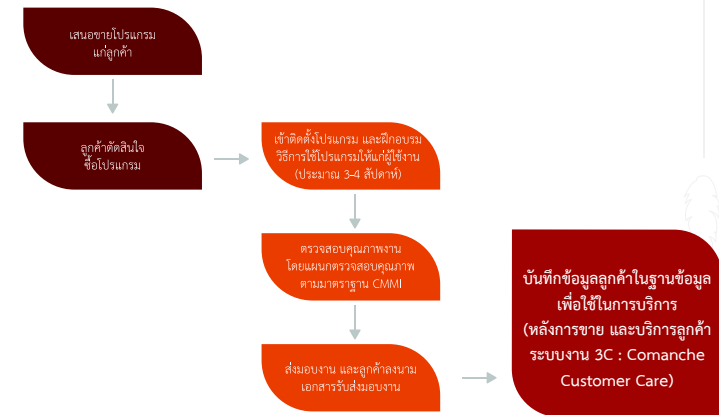 เสนอขายโปรแกรม
แก่ลูกค้า
ลูกค้าตัดสินใจ
ซื้อโปรแกรม
เข้าติดตั้งโปรแกรม และฝึกอบรม
วิธีการใช้โปรแกรมให้แก่ผู้ใช้งาน
(ประมาณ 3-4 สัปดาห์)
ตรวจสอบคุณภาพงาน
โดยแผนกตรวจสอบคุณภาพ
ตามมาตราฐาน CMMI
ส่งมอบงาน และลูกค้าลงนาม
เอกสารรับส่งมอบงาน
บันทึกข้อมูลลูกค้าในฐานข้อมูล
เพื่อใช้ในการบริการ
(หลังการขาย และบริการลูกค้า
ระบบงาน 3C : Comanche
Customer Care)